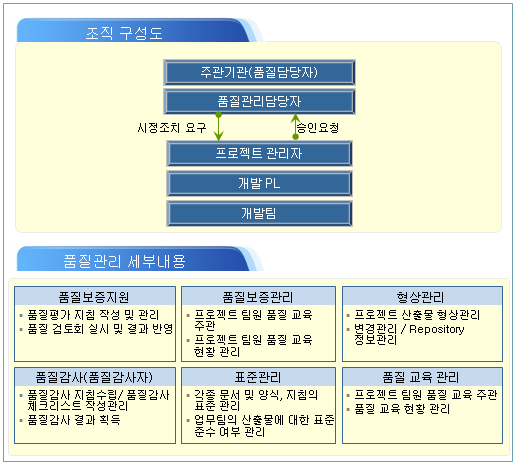 조직 구성도
주관기관(품질담당자)
품질관리담당자
시정조치 요구
승인요청
프로젝트 관리자
개발 PL
개발팀
품질관리 세부내용
품질보증지원
품질평가 지침 작성 및 관리
품질 검토회 실시 및 결과 반영
품질보증관리
프로젝트 팀원 품질 교육
주관
프로젝트 팀원 품질 교육
현황 관리
형상관리
프로젝트 산출물 형상관리
변경관리 / Repository
정보관리
품질감사(품질감사자)
품질감사 지침수립/ 품질감사
체크리스트 작성관리
품질감사 결과 획득
표준관리
각종 문서 및 양식, 지침의
표준 관리
업무팀의 산출물에 대한 표준
준수 여부 관리
품질 교육 관리
프로젝트 팀원 품질 교육 주관
품질 교육 현황 관리